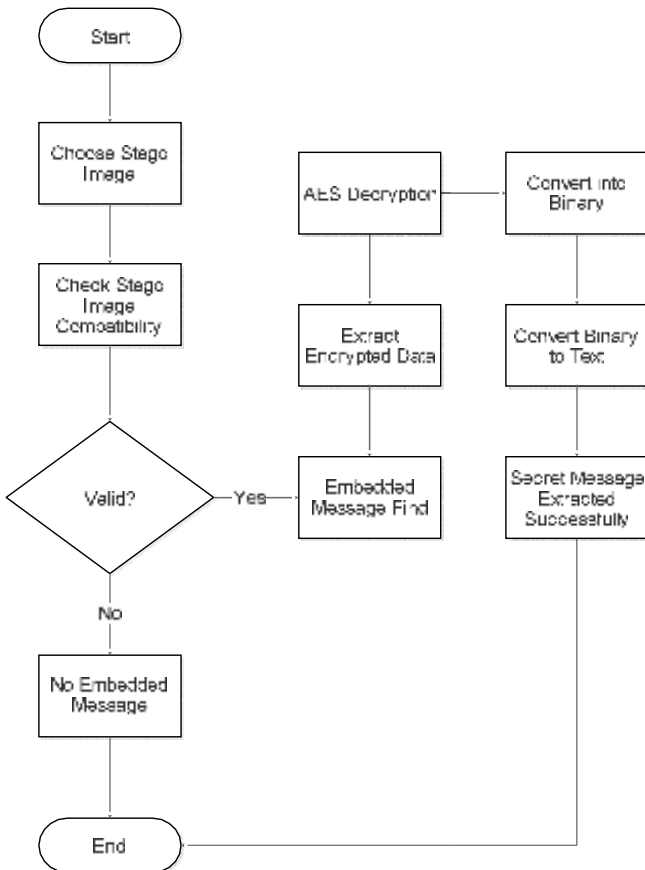 Start
Choose Stego
Image
Check Stego
Image
Compatibility
Valid?
Yes
No
No Embedded
Message
End
Embedded
Message Find
Extract
Encrypted Data
AES Decryption
Convert into
Binary
Convert Binary
to Text
Secret Message
Extracted
Successfully